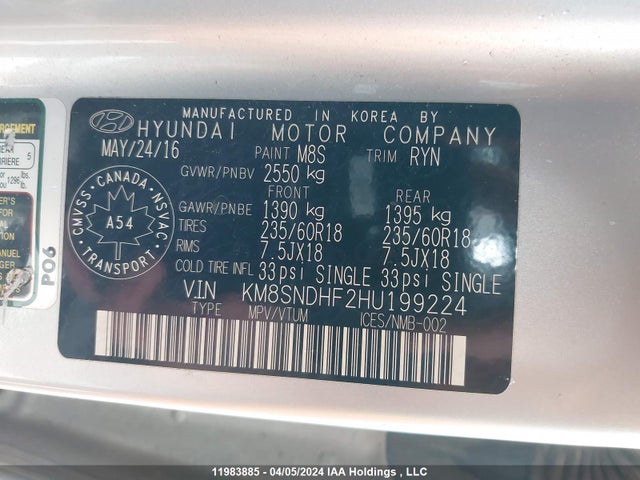 MANUFACTURED IN KOREA BY
HYUNDAI MOTOR COMPANY
MAY/24/16 PAINT M8S TRIM RYN
GVWR/PNBV 2550 kg
FRONT REAR
GAWR/PNBE 1390 kg 1395 kg
TIRES 235/60R18 235/60R18
RIMS 7.5JX18 7.5JX18
COLD TIRE INFL 33psi SINGLE 33psi SINGLE
VIN KM8SNDHF2HU199224
TYPE MPV/VTUM ICES/NMB-002
CANADA
CMVSS NSVAC
A54
TRANSPORT
P06
5
lbs.
1296
11983885 - 04/05/2024 IAA Holdings , LLC